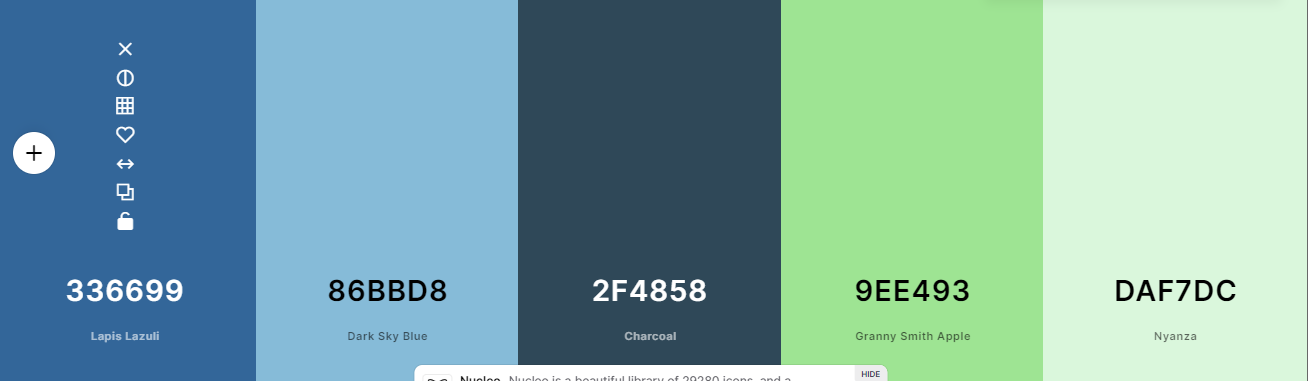 336699
Lapis Lazuli
86BBD8
Dark Sky Blue
2F4858
Charcoal
9EE493
Granny Smith Apple
DAF7DC
Nyanza
Nucleo Nucleo is a beautiful library of 29280 icons, and a
HIDE